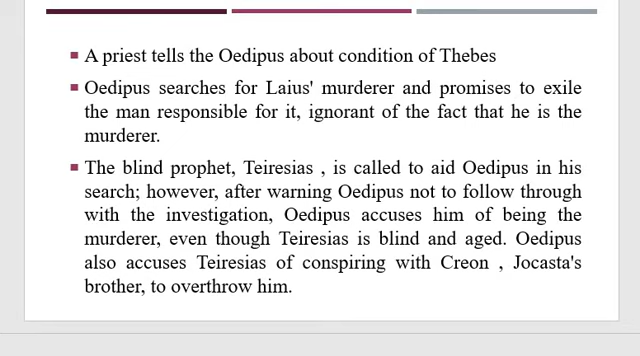 A priest tells the Oedipus about condition of Thebes
Oedipus searches for Laius' murderer and promises to exile
the man responsible for it, ignorant of the fact that he is the
murderer.
The blind prophet, Teiresias , is called to aid Oedipus in his
search; however, after warning Oedipus not to follow through
with the investigation, Oedipus accuses him of being the
murderer, even though Teiresias is blind and aged. Oedipus
also accuses Teiresias of conspiring with Creon , Jocasta's
brother, to overthrow him.